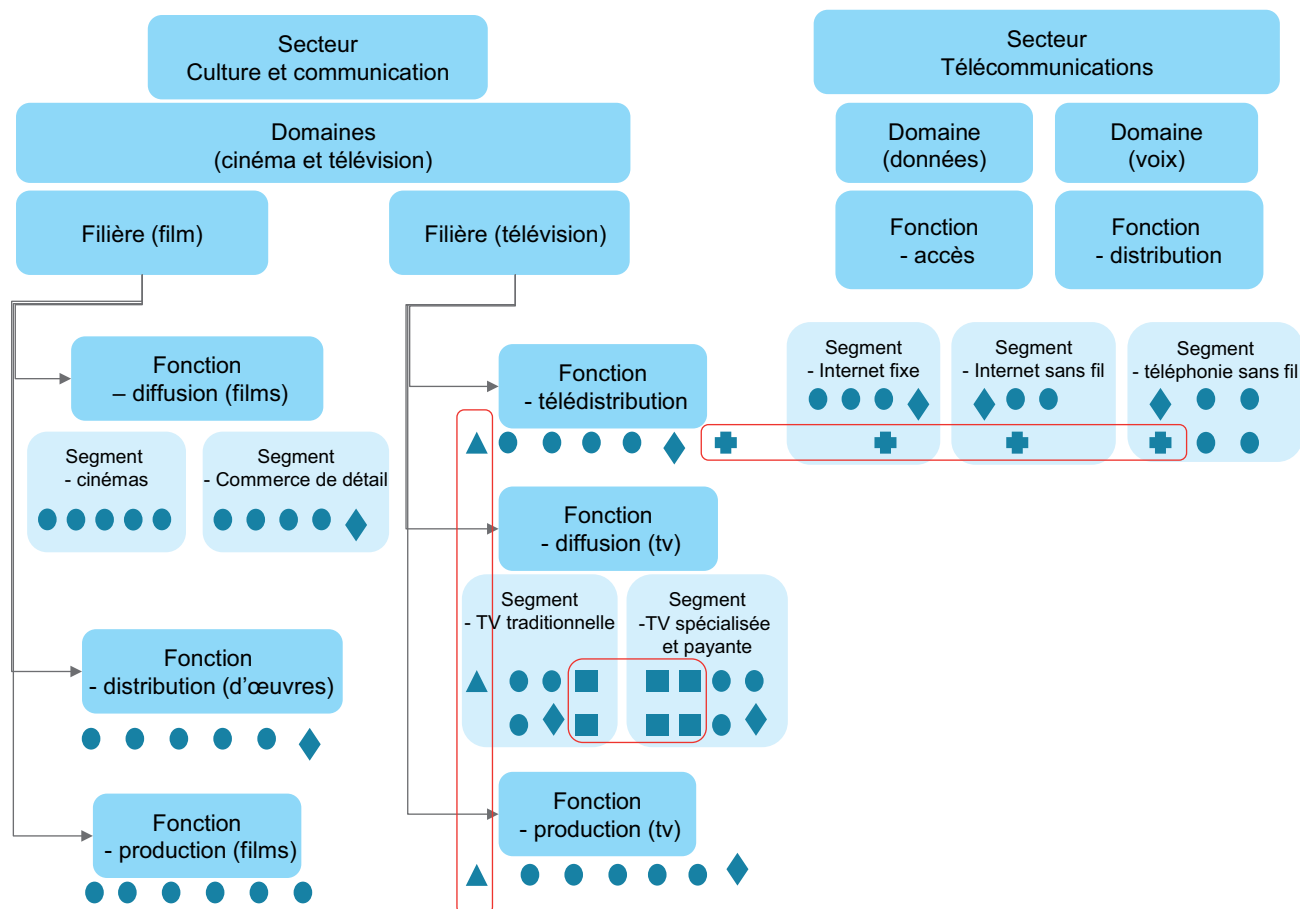 Secteur
Culture et communication
Domaines
(cinéma et télévision)
Filière (film)
Filière (télévision)
Fonction
– diffusion (films)
Segment
- cinémas
Segment
- Commerce de détail
Fonction
- distribution (d'œuvres)
Fonction
- production (films)
Fonction
- télédistribution
Fonction
- diffusion (tv)
Segment
- TV traditionnelle
Segment
-TV spécialisée
et payante
Fonction
- production (tv)
Secteur
Télécommunications
Domaine
(données)
Domaine
(voix)
Fonction
- accès
Fonction
- distribution
Segment
- Internet fixe
Segment
- Internet sans fil
Segment
- téléphonie sans fil